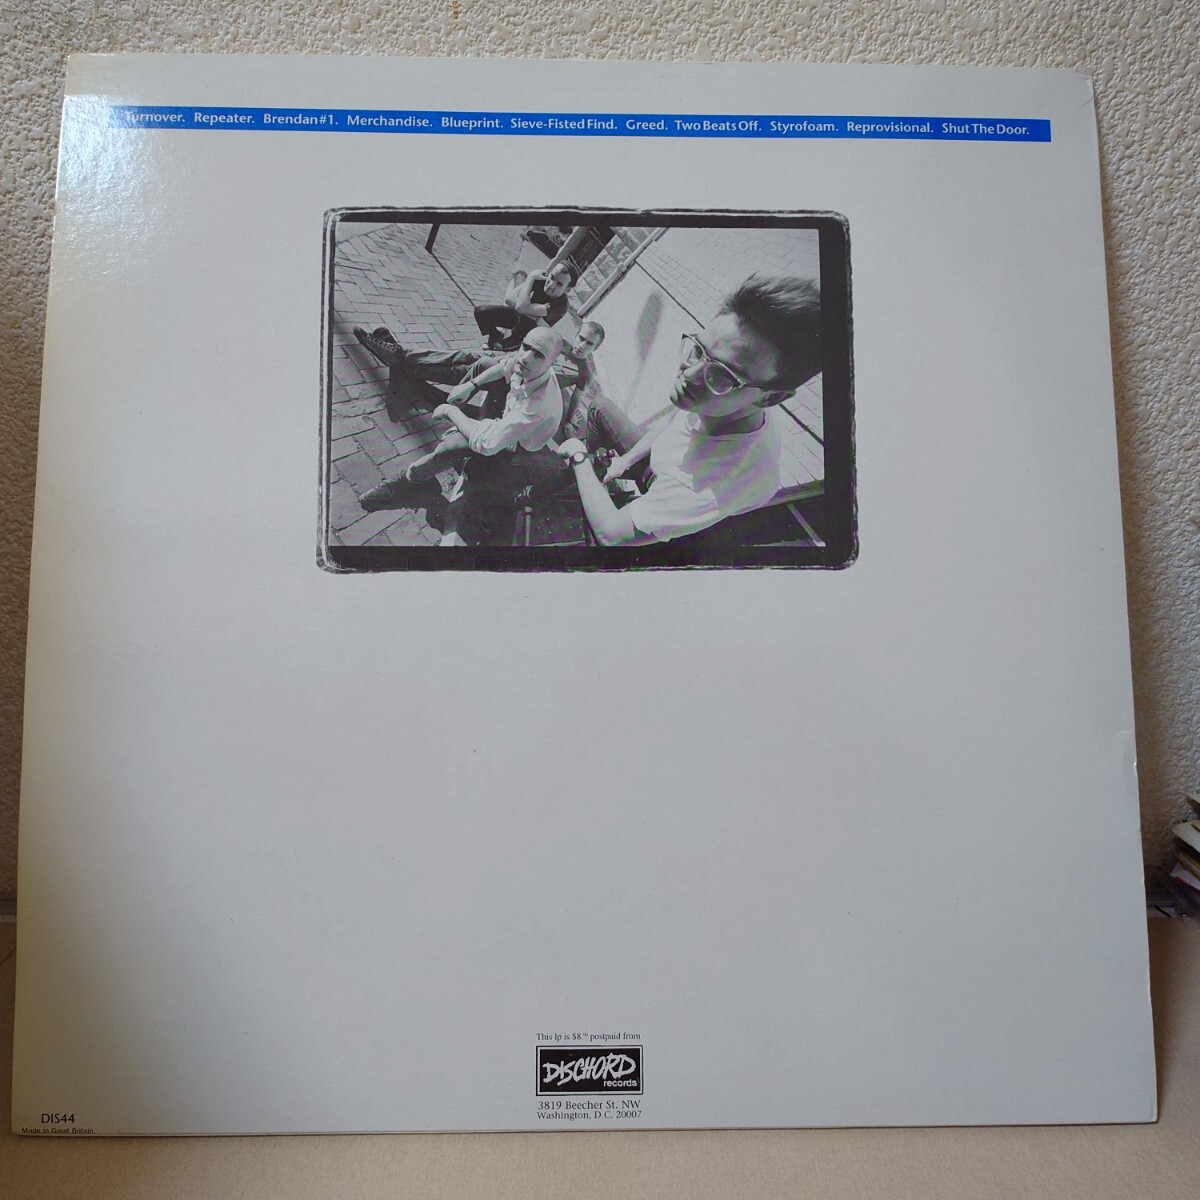 Turnover. Repeater. Brendan#1. Merchandise. Blueprint. Sieve-Fisted Find. Greed. Two Beats Off. Styrofoam. Reprovisional. Shut The Door.
This lp is $8.00 postpaid from
DISCHORD
records
3819 Beecher St. NW
Washington, D.C. 20007
DIS44
Made in Great Britain.